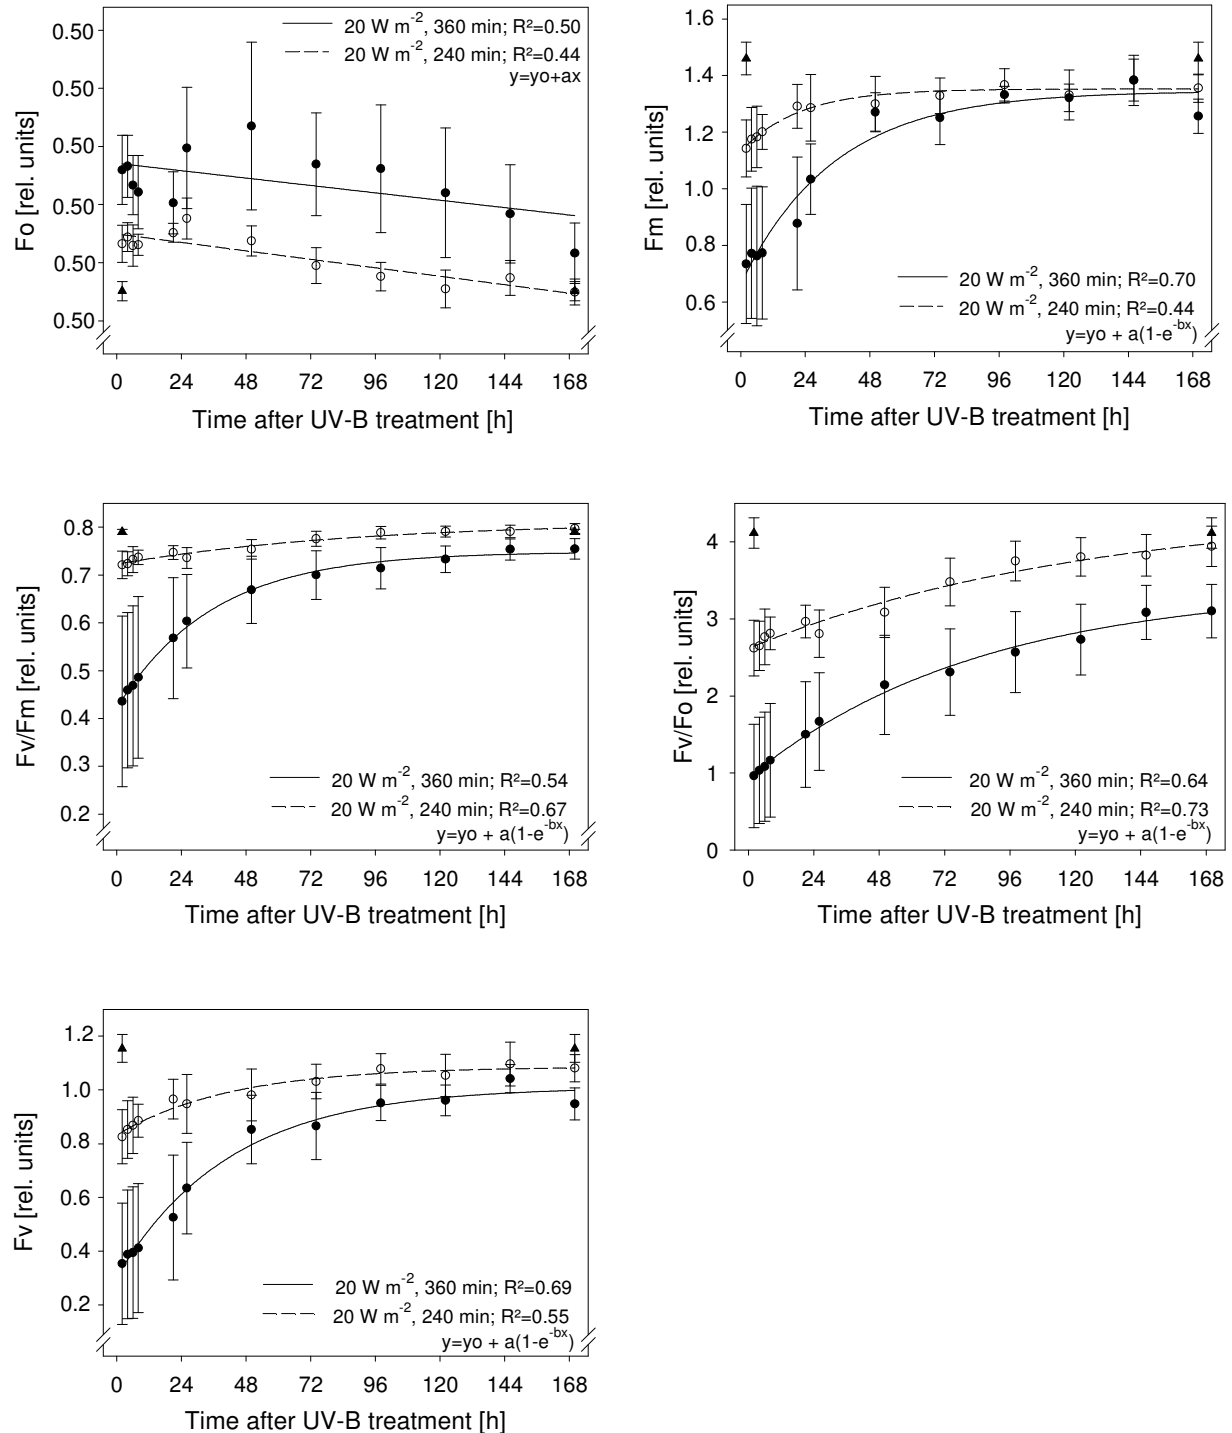 20 W m-2, 360 min; R²=0.50
20 W m-2, 240 min; R²=0.44
y=yo+ax
0.50
0.50
0.50
0.50
0.50
0.50
Fo [rel. units]
0 24 48 72 96 120 144 168
Time after UV-B treatment [h]
1.6
1.4
1.2
1.0
0.8
0.6
Fm [rel. units]
20 W m-2, 360 min; R²=0.70
20 W m-2, 240 min; R²=0.44
y=yo + a(1-e-bx)
0 24 48 72 96 120 144 168
Time after UV-B treatment [h]
0.8
0.7
0.6
0.5
0.4
0.3
0.2
Fv/Fm [rel. units]
20 W m-2, 360 min; R²=0.54
20 W m-2, 240 min; R²=0.67
y=yo + a(1-e-bx)
0 24 48 72 96 120 144 168
Time after UV-B treatment [h]
4
3
2
1
0
Fv/Fo [rel. units]
20 W m-2, 360 min; R²=0.64
20 W m-2, 240 min; R²=0.73
y=yo + a(1-e-bx)
0 24 48 72 96 120 144 168
Time after UV-B treatment [h]
1.2
1.0
0.8
0.6
0.4
0.2
Fv [rel. units]
20 W m-2, 360 min; R²=0.69
20 W m-2, 240 min; R²=0.55
y=yo + a(1-e-bx)
0 24 48 72 96 120 144 168
Time after UV-B treatment [h]